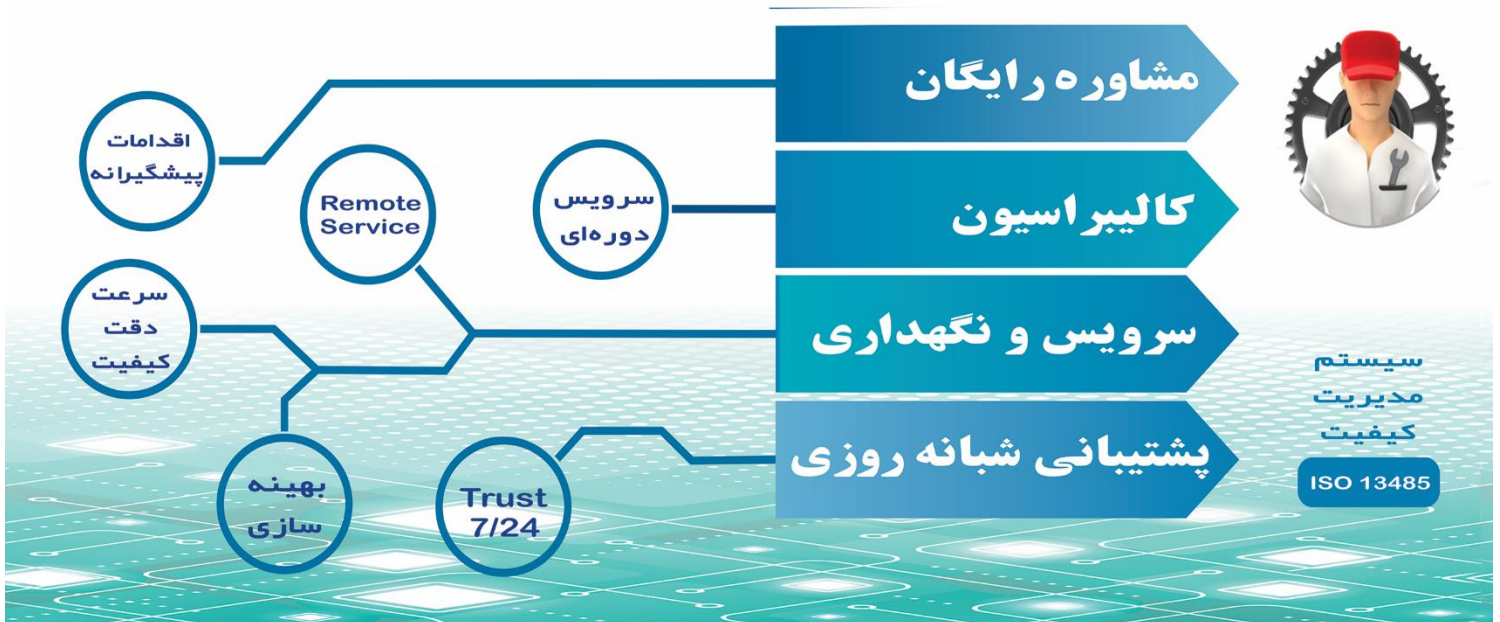 مشاوره رایگان
کالیبراسیون
سرویس و نگهداری
پشتیبانی شبانه روزی
سیستم
مدیریت
کیفیت
ISO 13485
سرویس
دوره‌ای
Remote
Service
اقدامات
پیشگیرانه
سرعت
دقت
کیفیت
بهینه
سازی
Trust
7/24